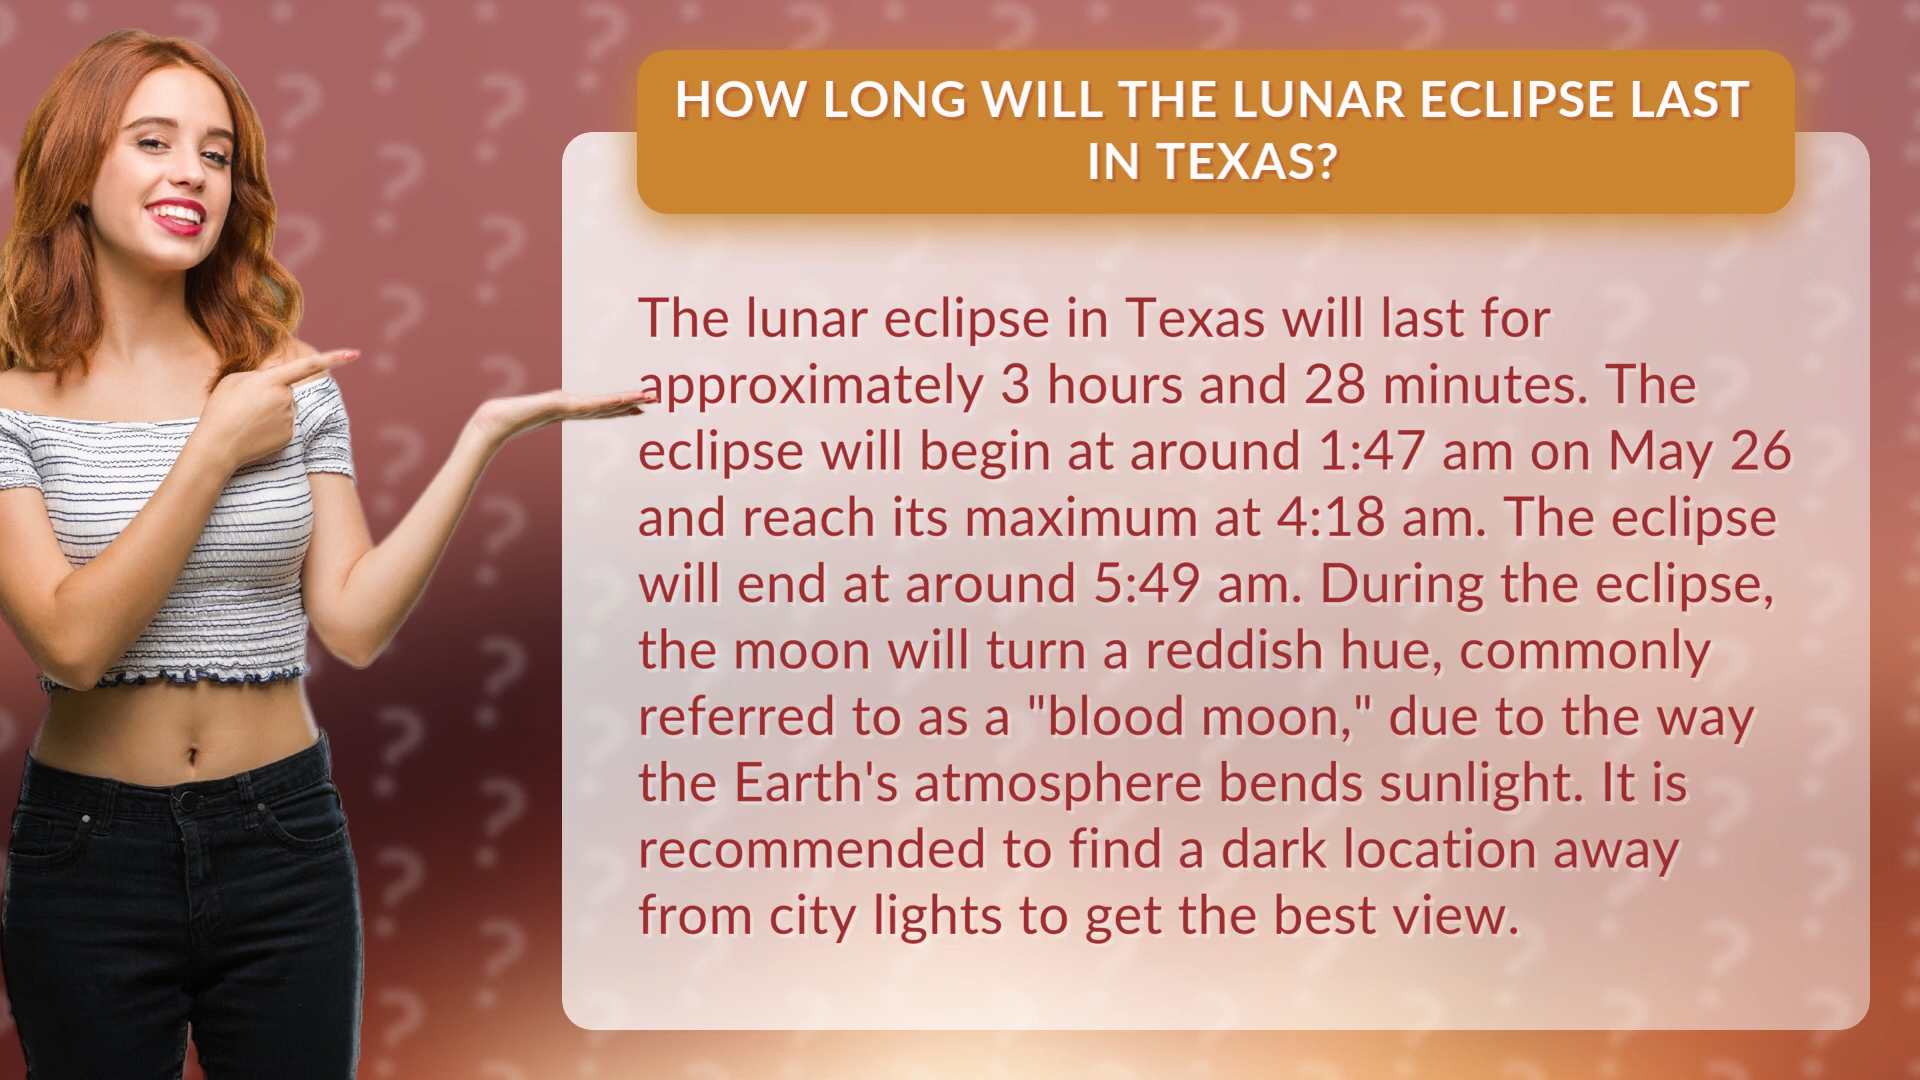 HOW LONG WILL THE LUNAR ECLIPSE LAST
IN TEXAS?
The lunar eclipse in Texas will last for
approximately 3 hours and 28 minutes. The
eclipse will begin at around 1:47 am on May 26
and reach its maximum at 4:18 am. The eclipse
will end at around 5:49 am. During the eclipse,
the moon will turn a reddish hue, commonly
referred to as a "blood moon," due to the way
the Earth's atmosphere bends sunlight. It is
recommended to find a dark location away
from city lights to get the best view.